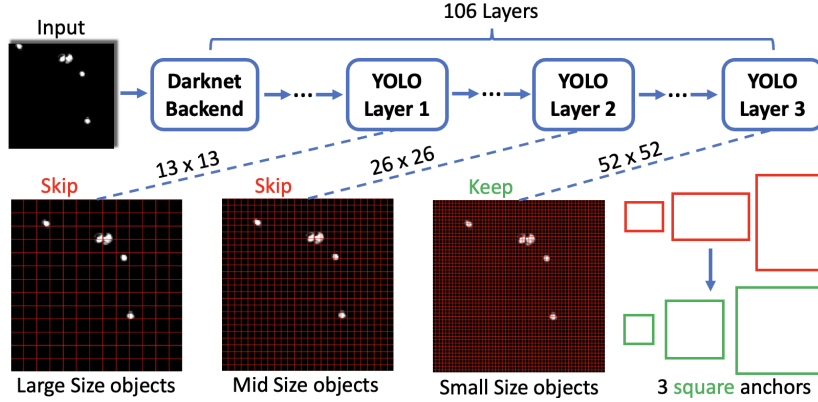 106 Layers
Input
Darknet
Backend
...
YOLO
Layer 1
...
YOLO
Layer 2
...
YOLO
Layer 3
13 x 13
26 x 26
52 x 52
Skip
Skip
Keep
Large Size objects
Mid Size objects
Small Size objects
3 square anchors